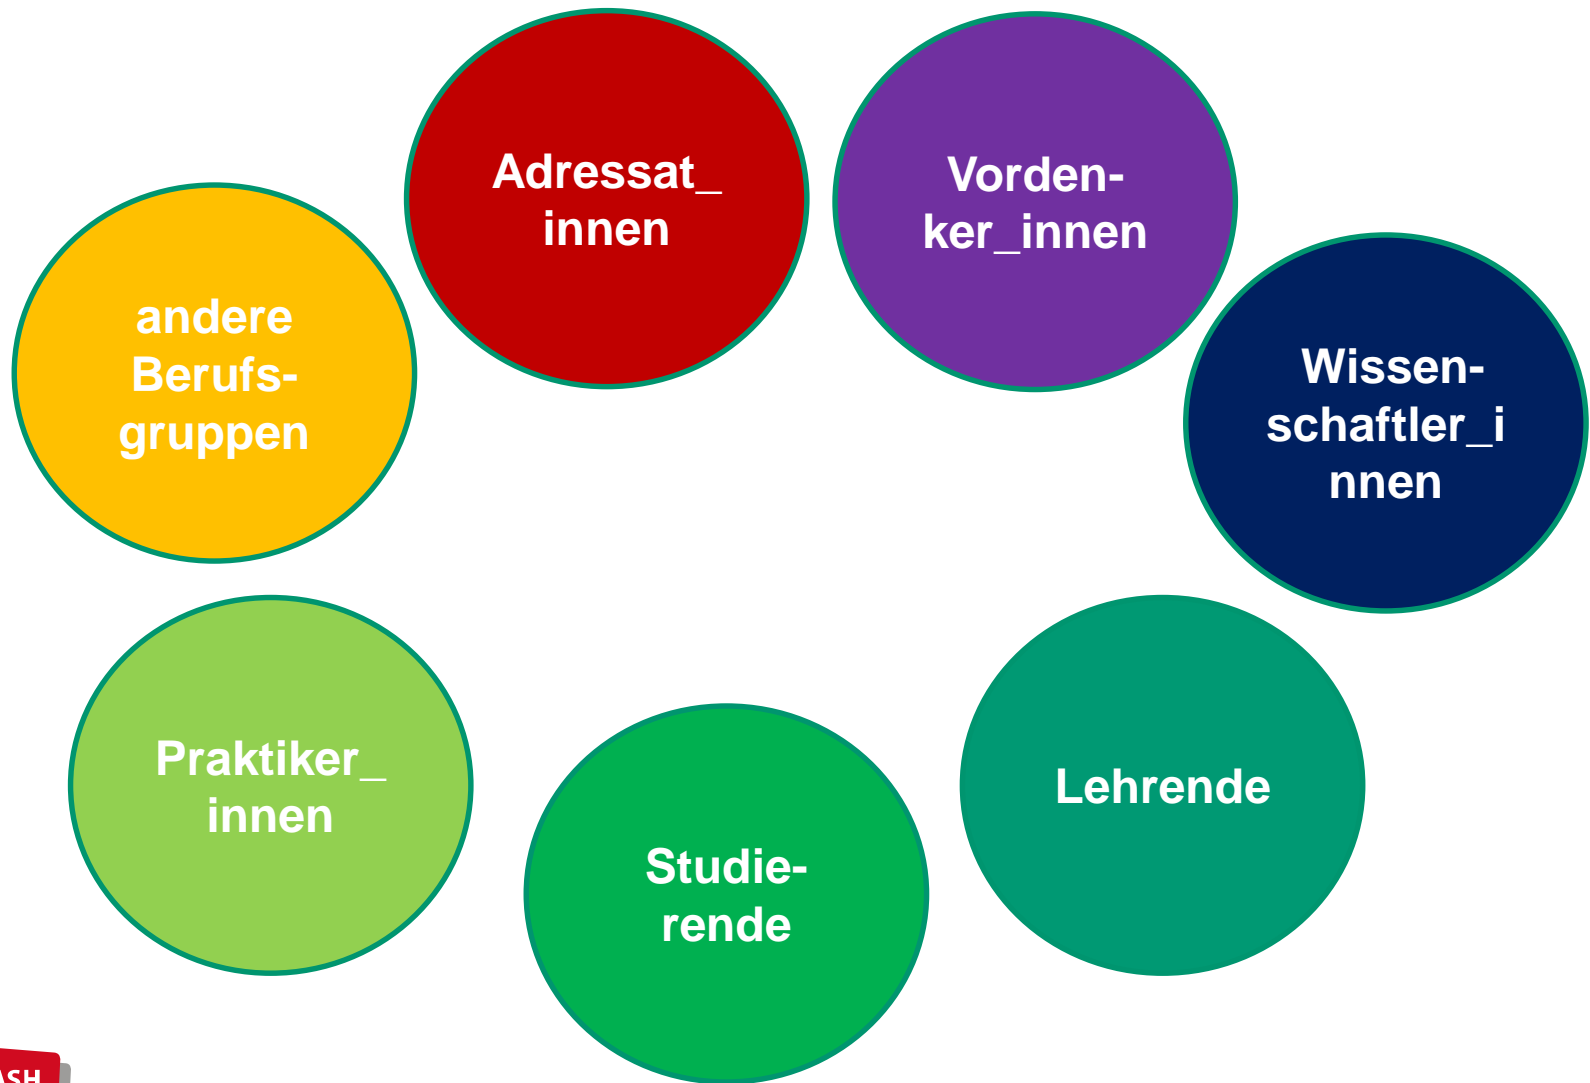 Adressat_
innen
Vorden-
ker_innen
andere
Berufs-
gruppen
Wissen-
schaftler_i
nnen
Praktiker_
innen
Lehrende
Studie-
rende